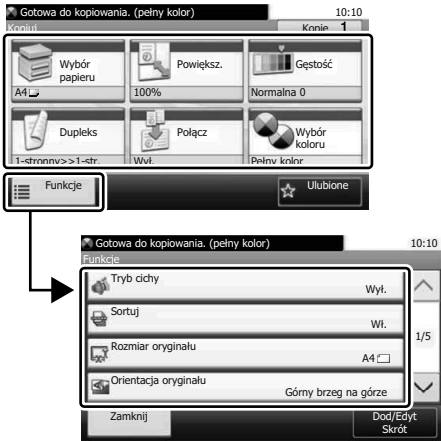 Gotowa do kopiowania. (pełny kolor) 10:10
Kopiuj Kopie 1
Wybór papieru Powiększ. Gęstość
A4 100% Normalna 0
Dupleks Połącz Wybór koloru
1-stronny>>1-str. Wył. Pełny kolor
Funkcje Ulubione
Gotowa do kopiowania. (pełny kolor) 10:10
Funkcje
Tryb cichy Wył.
Sortuj Wł.
1/5
Rozmiar oryginału A4
Orientacja oryginału Górny brzeg na górze
Zamknij Dod/Edyt Skrót